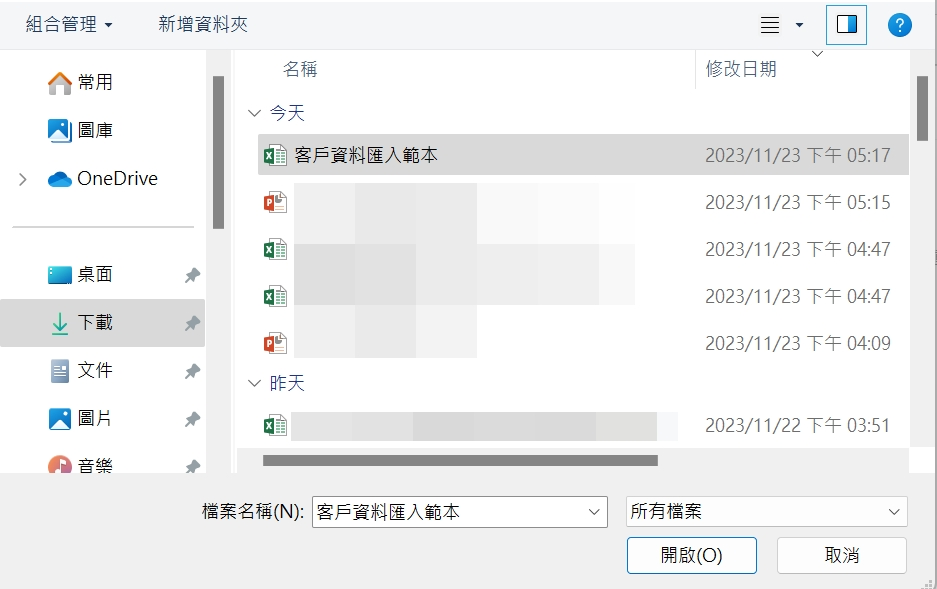 組合管理 新增資料夾
名稱 修改日期
常用
圖庫
OneDrive
桌面
下載
文件
圖片
音樂
今天
客戶資料匯入範本 2023/11/23 下午 05:17
2023/11/23 下午 05:15
2023/11/23 下午 04:47
2023/11/23 下午 04:47
2023/11/23 下午 04:09
昨天
2023/11/22 下午 03:51
檔案名稱(N): 客戶資料匯入範本 所有檔案
開啟(O) 取消